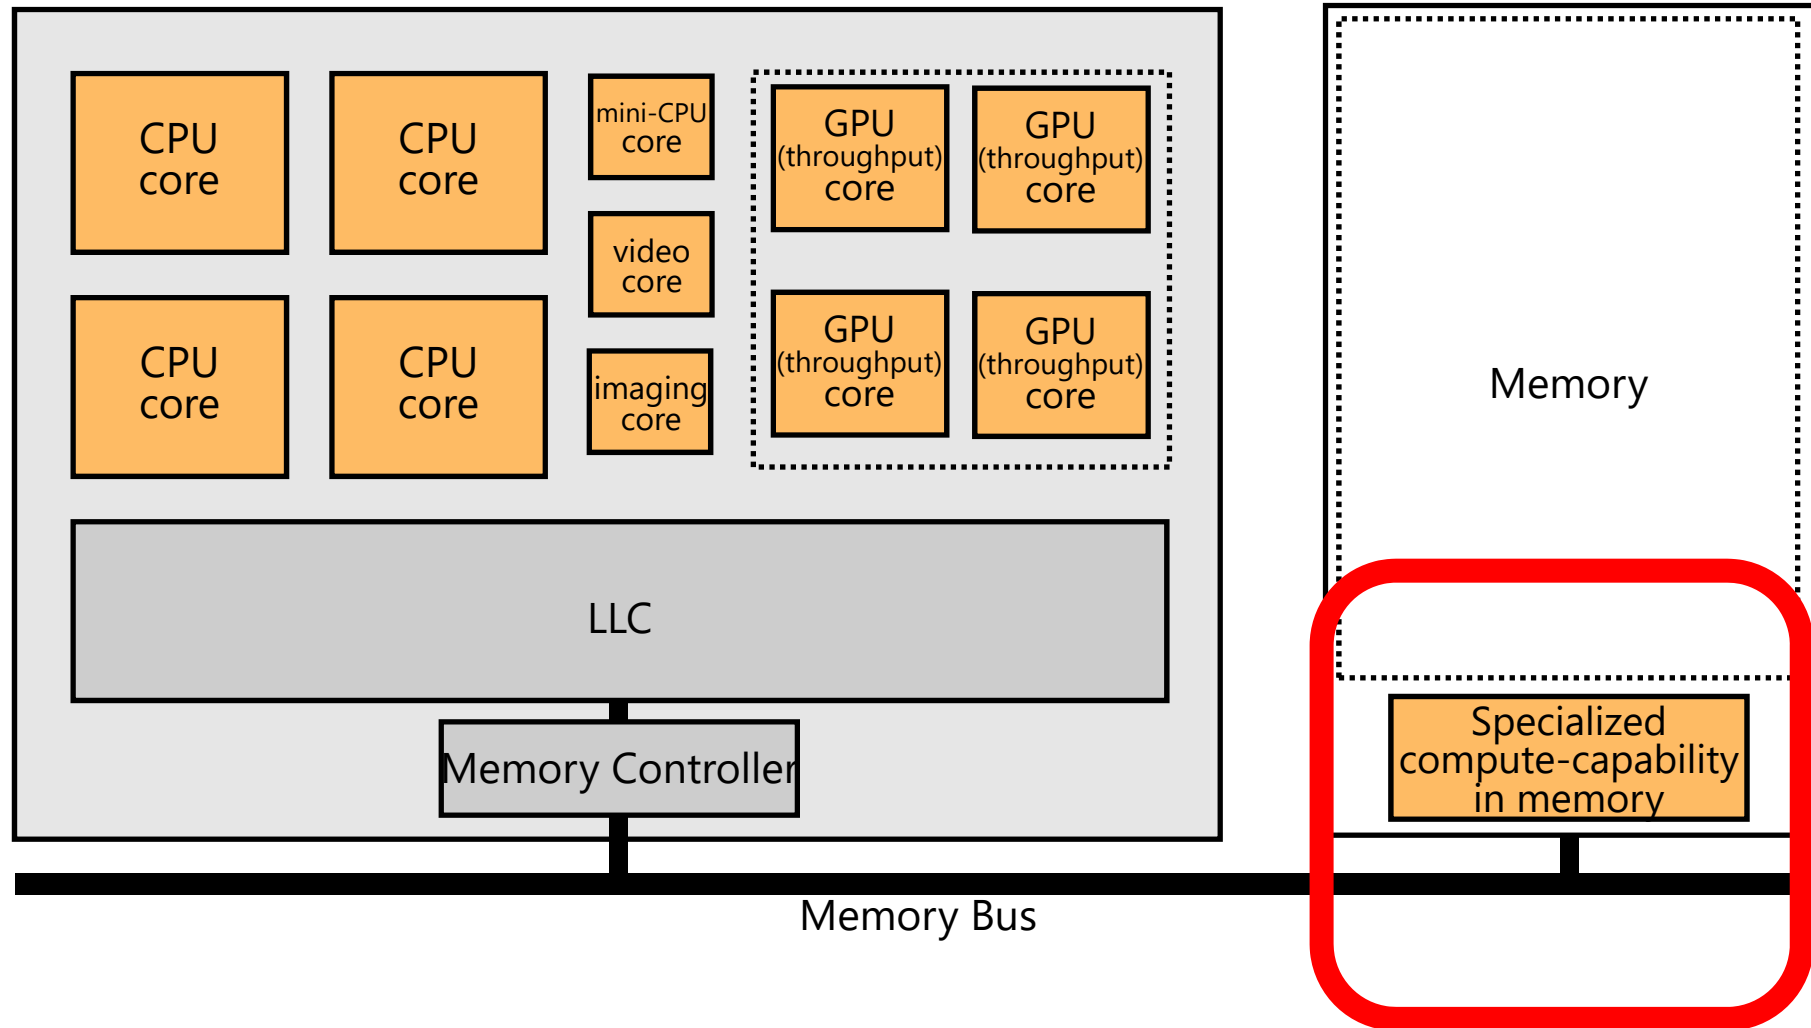 CPU
core
CPU
core
mini-CPU
core
video
core
imaging
core
GPU
(throughput)
core
GPU
(throughput)
core
CPU
core
CPU
core
GPU
(throughput)
core
GPU
(throughput)
core
LLC
Memory Controller
Memory Bus
Memory
Specialized
compute-capability
in memory